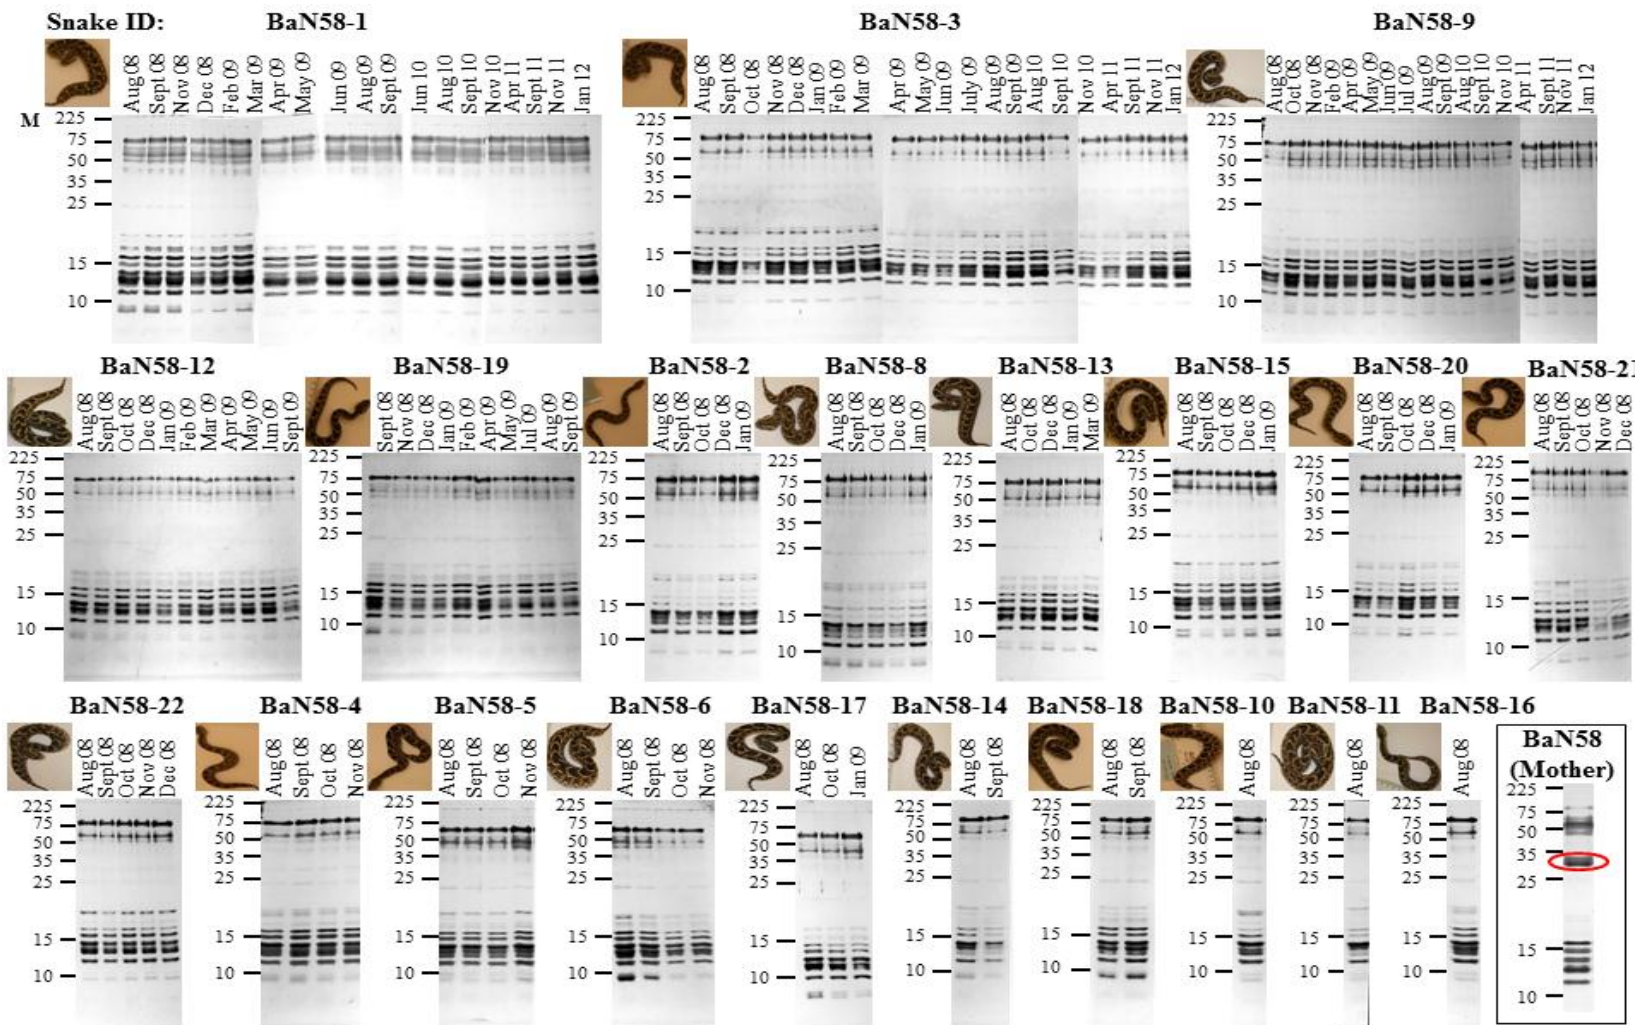 Snake ID: BaN58-1 BaN58-3 BaN58-9
Aug 08 Sept 08 Nov 08 Dec 08 Feb 09 Mar 09 Apr 09 May 09 Jun 09 Aug 09 Sept 09 Jun 10 Aug 10 Sept 10 Nov 10 Apr 11 Sept 11 Nov 11 Jan 12
Aug 08 Sept 08 Oct 08 Nov 08 Dec 08 Jan 09 Feb 09 Mar 09 Apr 09 May 09 Jun 09 July 09 Aug 09 Sept 09 Aug 10 Sept 10 Nov 10 Apr 11 Sept 11 Nov 11 Jan 12
Aug 08 Oct 08 Nov 08 Feb 09 Apr 09 May 09 Jun 09 Jul 09 Aug 09 Sept 09 Aug 10 Sept 10 Nov 10 Apr 11 Sept 11 Nov 11 Jan 12
M 225 75 50 35 25 15 10
225 75 50 35 25 15 10
225 75 50 35 25 15 10
BaN58-12 BaN58-19 BaN58-2 BaN58-8 BaN58-13 BaN58-15 BaN58-20 BaN58-21
Aug 08 Sept 08 Oct 08 Dec 08 Jan 09 Feb 09 Mar 09 Apr 09 May 09 Jun 09 Sept 09
Sept 08 Nov 08 Dec 08 Jan 09 Feb 09 Apr 09 May 09 Jul 09 Aug 09 Sept 09
Aug 08 Sept 08 Oct 08 Dec 08 Jan 09
Aug 08 Sept 08 Oct 08 Dec 08 Jan 09
Aug 08 Oct 08 Dec 08 Jan 09 Mar 09
Aug 08 Sept 08 Oct 08 Dec 08 Jan 09
Aug 08 Sept 08 Oct 08 Dec 08 Jan 09
Aug 08 Sept 08 Oct 08 Nov 08 Dec 08
225 75 50 35 25 15 10
225 75 50 35 25 15 10
225 75 50 35 25 15 10
225 75 50 35 25 15 10
225 75 50 35 25 15 10
225 75 50 35 25 15 10
225 75 50 35 25 15 10
225 75 50 35 25 15 10
BaN58-22 BaN58-4 BaN58-5 BaN58-6 BaN58-17 BaN58-14 BaN58-18 BaN58-10 BaN58-11 BaN58-16
BaN58
(Mother)
Aug 08 Sept 08 Oct 08 Nov 08 Dec 08
Aug 08 Sept 08 Oct 08 Nov 08
Aug 08 Sept 08 Oct 08 Nov 08
Aug 08 Sept 08 Oct 08 Nov 08
Aug 08 Oct 08 Jan 09
Aug 08 Sept 08
Aug 08 Sept 08
Aug 08
Aug 08
Aug 08
225 75 50 35 25 15 10
225 75 50 35 25 15 10
225 75 50 35 25 15 10
225 75 50 35 25 15 10
225 75 50 35 25 15 10
225 75 50 35 25 15 10
225 75 50 35 25 15 10
225 75 50 35 25 15 10
225 75 50 35 25 15 10
225 75 50 35 25 15 10
225 75 50 35 25 15 10